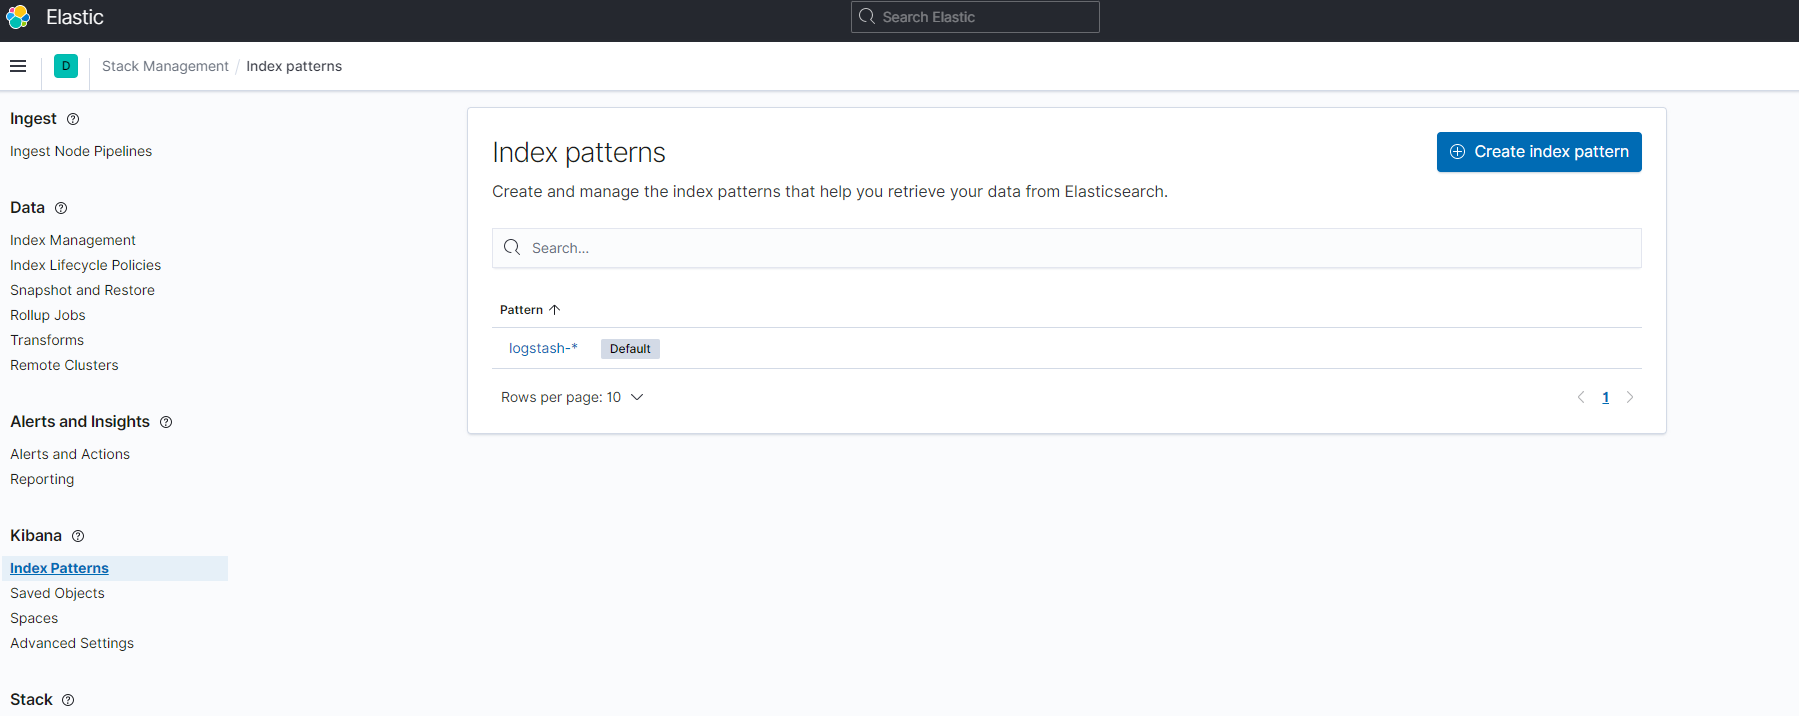 Elastic
Search Elastic
D
Stack Management / Index patterns
Ingest
Ingest Node Pipelines
Data
Index Management
Index Lifecycle Policies
Snapshot and Restore
Rollup Jobs
Transforms
Remote Clusters
Alerts and Insights
Alerts and Actions
Reporting
Kibana
Index Patterns
Saved Objects
Spaces
Advanced Settings
Stack
Index patterns
Create index pattern
Create and manage the index patterns that help you retrieve your data from Elasticsearch.
Search...
Pattern
logstash-* Default
Rows per page: 10
1